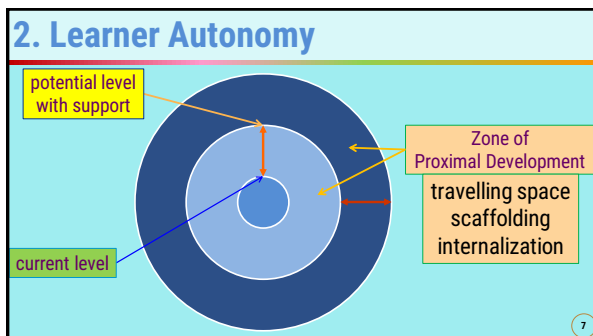 2. Learner Autonomy
potential level
with support
Zone of
Proximal Development
travelling space
scaffolding
internalization
current level
7